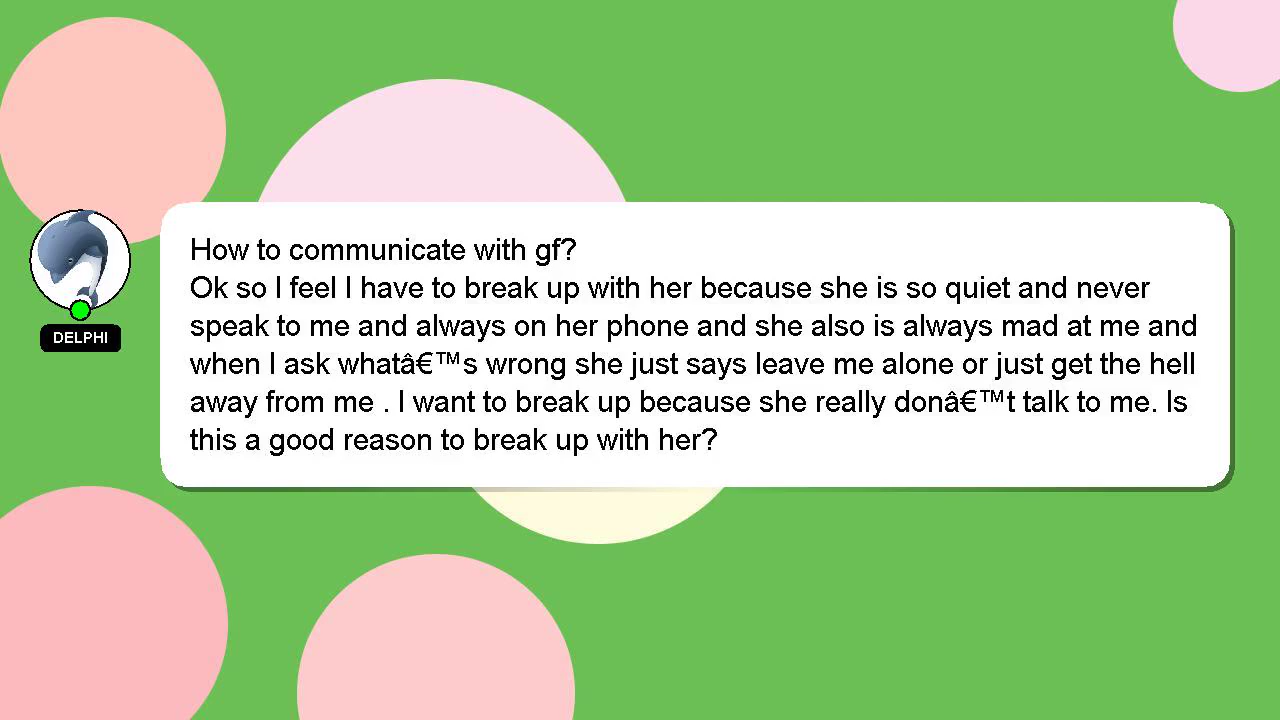 How to communicate with gf?
Ok so I feel I have to break up with her because she is so quiet and never
speak to me and always on her phone and she also is always mad at me and
when I ask whatâ€™s wrong she just says leave me alone or just get the hell
away from me . I want to break up because she really donâ€™t talk to me. Is
this a good reason to break up with her?
DELPHI